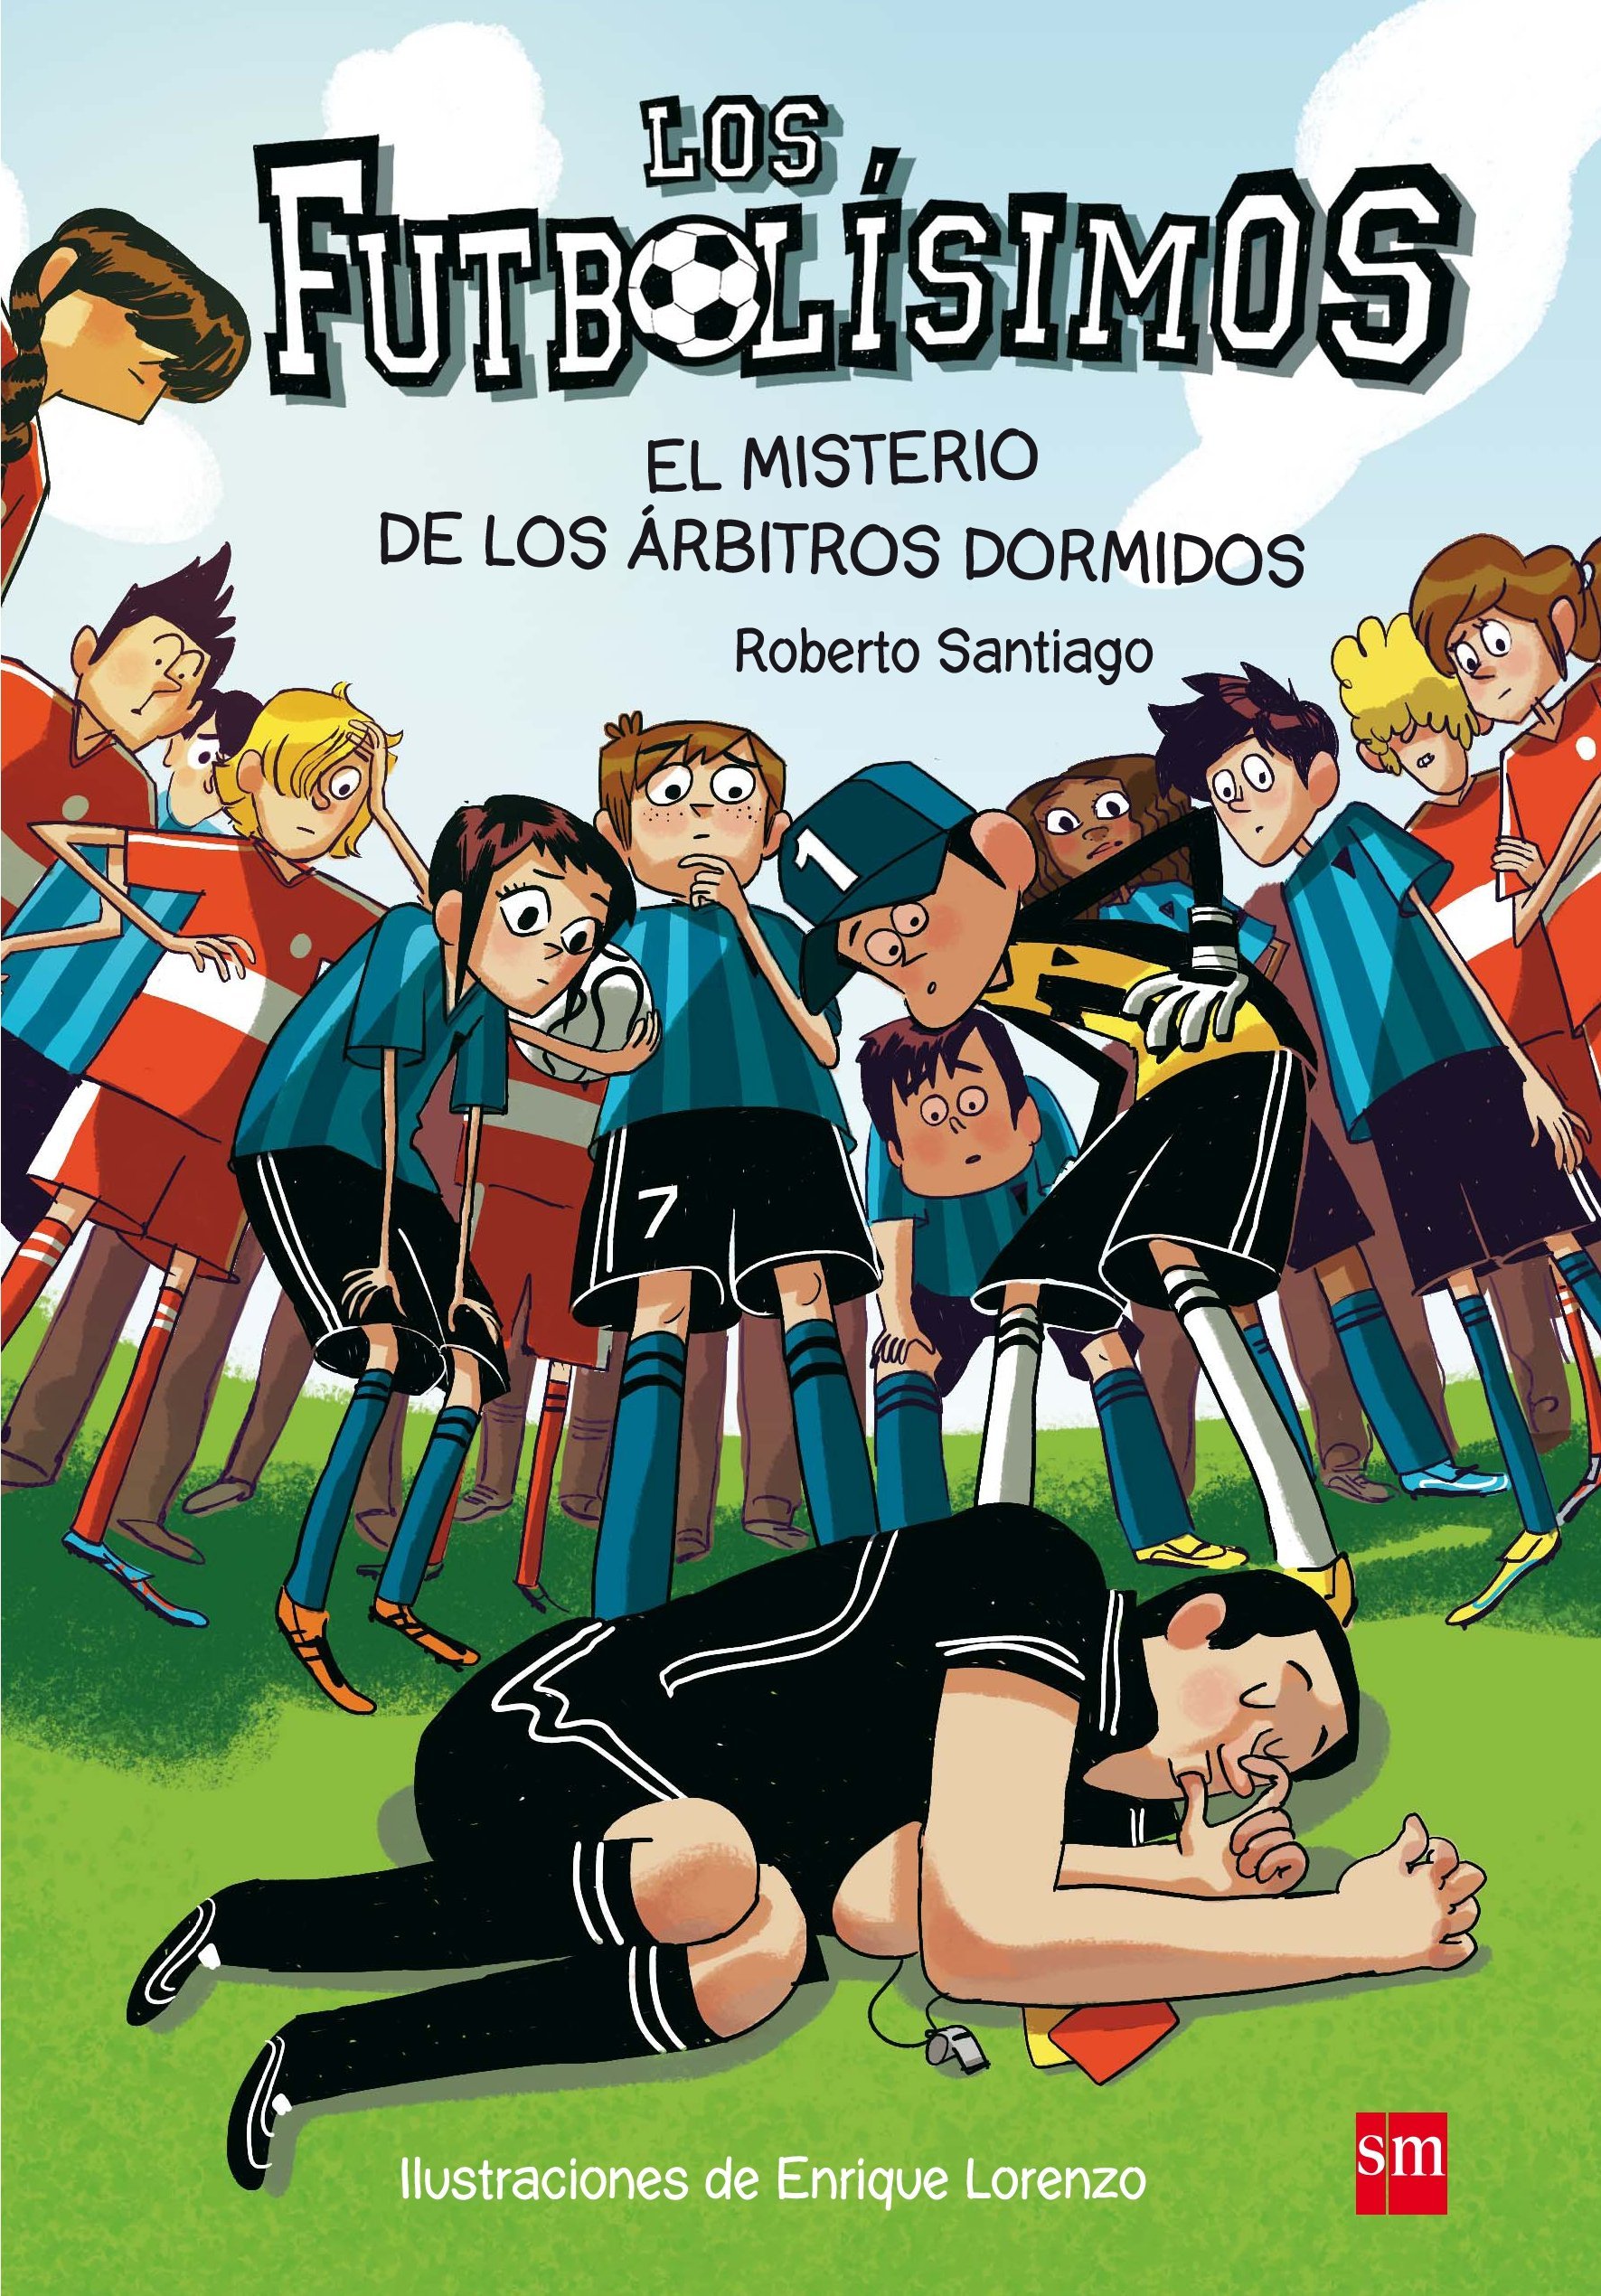 LOS
FUTBOLÍSIMOS
EL MISTERIO
DE LOS ÁRBITROS DORMIDOS
Roberto Santiago
1
7
Ilustraciones de Enrique Lorenzo
sm